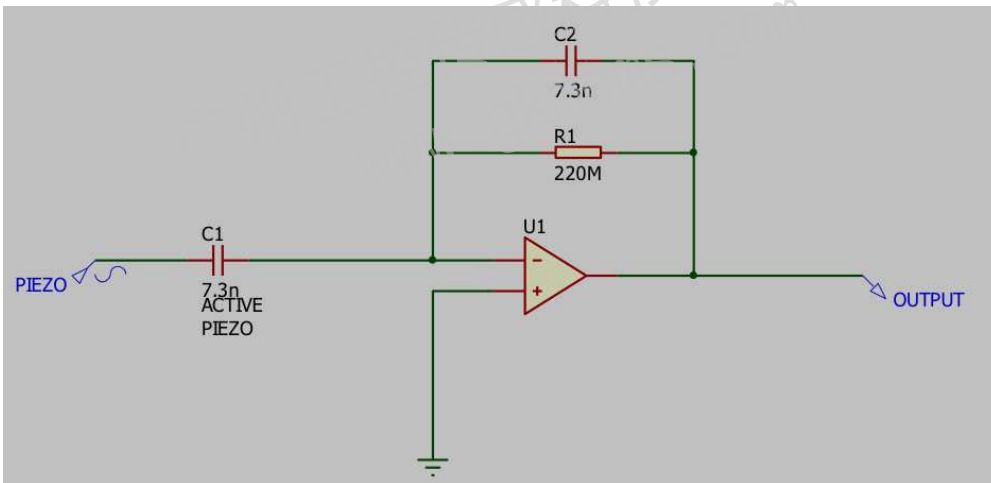 C2
7.3n
R1
220M
U1
C1
7.3n
ACTIVE
PIEZO
PIEZO
OUTPUT